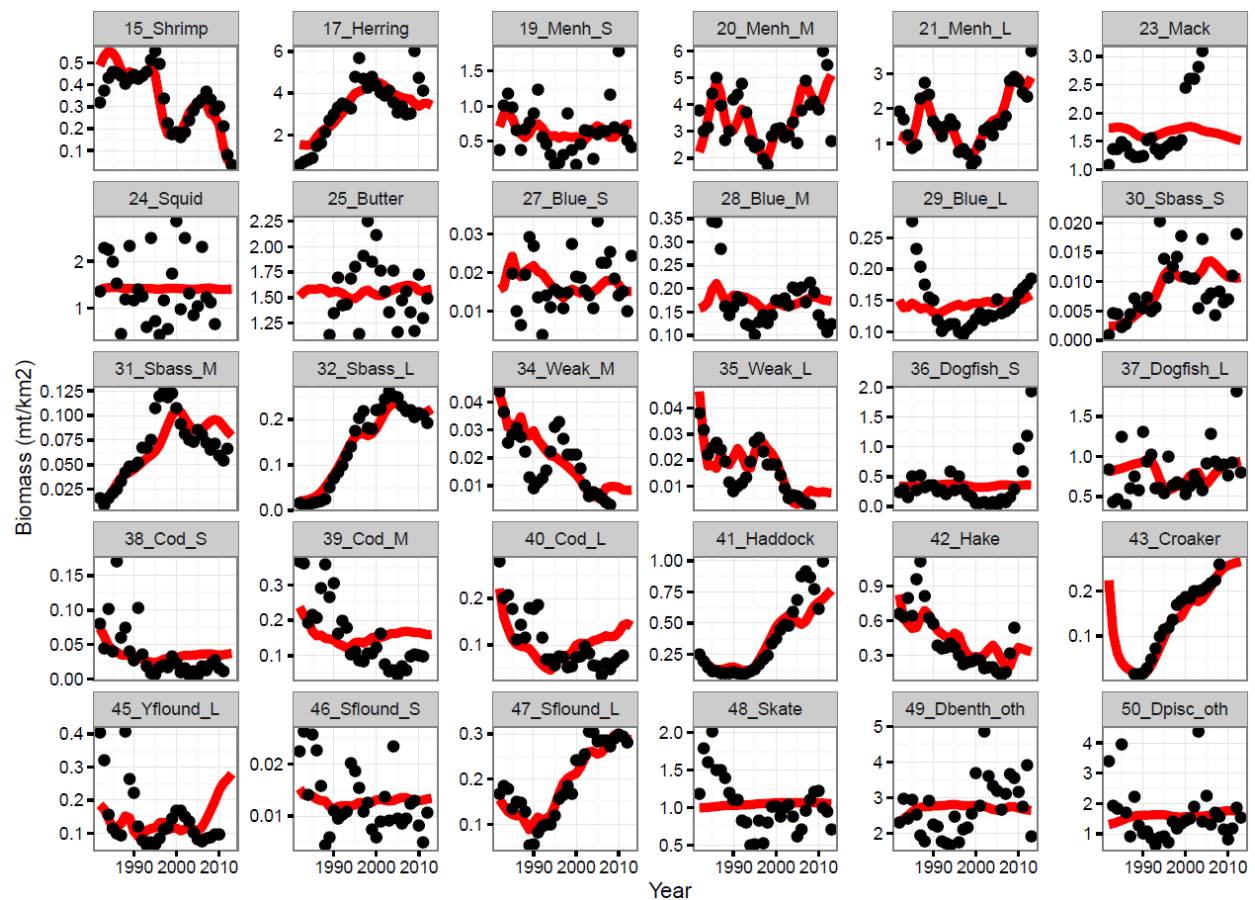 15_Shrimp 17_Herring 19_Menh_S 20_Menh_M 21_Menh_L 23_Mack
0.5 0.4 0.3 0.2 0.1
6 4 2
1.5 1.0 0.5
6 5 4 3 2
3 2 1
3.0 2.5 2.0 1.5 1.0
24_Squid 25_Butter 27_Blue_S 28_Blue_M 29_Blue_L 30_Sbass_S
2 1
2.25 2.00 1.75 1.50 1.25
0.03 0.02 0.01
0.35 0.30 0.25 0.20 0.15 0.10
0.25 0.20 0.15 0.10
0.020 0.015 0.010 0.005 0.000
Biomass (mt/km2)
31_Sbass_M 32_Sbass_L 34_Weak_M 35_Weak_L 36_Dogfish_S 37_Dogfish_L
0.125 0.100 0.075 0.050 0.025
0.2 0.1 0.0
0.04 0.03 0.02 0.01
0.04 0.03 0.02 0.01
2.0 1.5 1.0 0.5 0.0
1.5 1.0 0.5
38_Cod_S 39_Cod_M 40_Cod_L 41_Haddock 42_Hake 43_Croaker
0.15 0.10 0.05 0.00
0.3 0.2 0.1
0.2 0.1
1.00 0.75 0.50 0.25
0.9 0.6 0.3
0.2 0.1
45_Yflound_L 46_Sflound_S 47_Sflound_L 48_Skate 49_Dbenth_oth 50_Dpisc_oth
0.4 0.3 0.2 0.1
0.02 0.01
0.3 0.2 0.1
2.0 1.5 1.0 0.5
5 4 3 2
4 3 2 1
1990 2000 2010 1990 2000 2010 1990 2000 2010 1990 2000 2010 1990 2000 2010 1990 2000 2010
Year